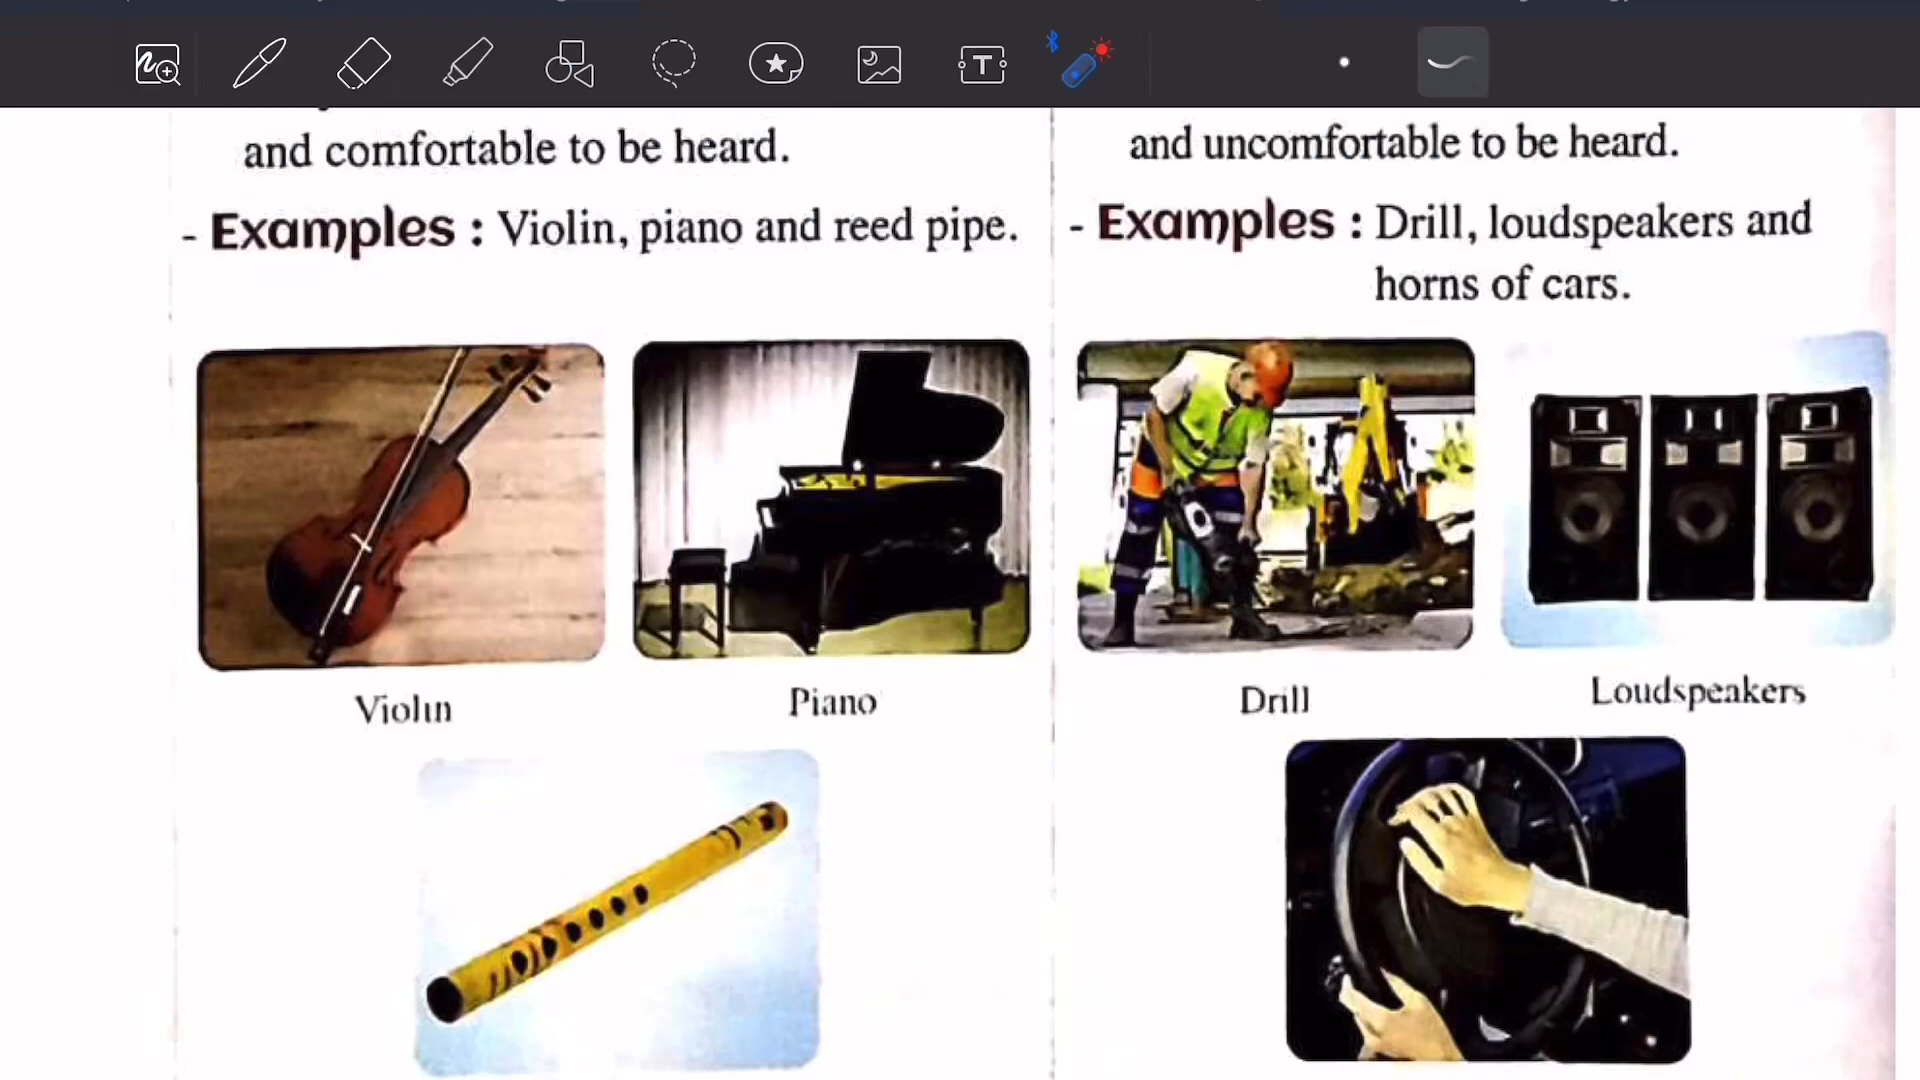 and comfortable to be heard.
- Examples : Violin, piano and reed pipe.
Violin
Piano
and uncomfortable to be heard.
- Examples : Drill, loudspeakers and
horns of cars.
Drill
Loudspeakers